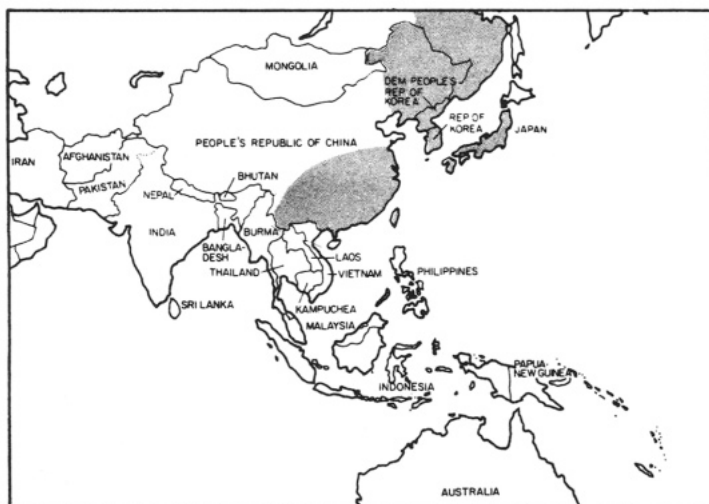 MONGOLIA
DEM PEOPLE'S
REP OF
KOREA
REP OF
KOREA
JAPAN
PEOPLE'S REPUBLIC OF CHINA
IRAN
AFGHANISTAN
PAKISTAN
NEPAL
BHUTAN
INDIA
BANGLA-
DESH
BURMA
LAOS
THAILAND
VIETNAM
PHILIPPINES
SRI LANKA
KAMPUCHEA
MALAYSIA
INDONESIA
PAPUA-
NEW GUINEA
AUSTRALIA